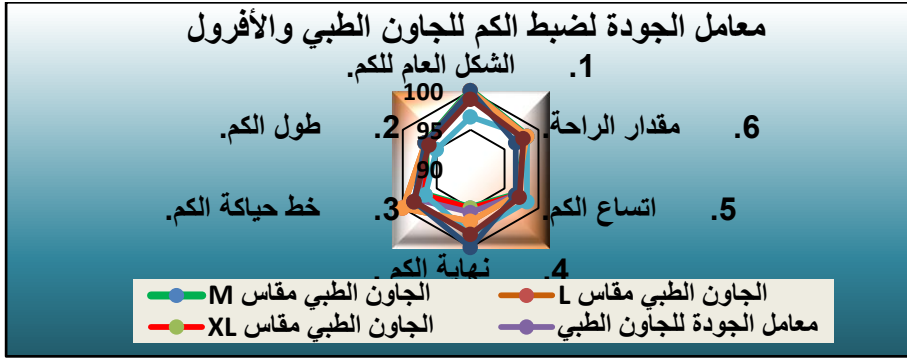 معامل الجودة لضبط الكم للجاون الطبي والأفرول
1. الشكل العام للكم.
100
2. طول الكم.
95
6. مقدار الراحة.
90
3. خط حياكة الكم.
5. اتساع الكم.
4. نهاية الكم.
الجاون الطبي مقاس M
الجاون الطبي مقاس L
الجاون الطبي مقاس XL
معامل الجودة للجاون الطبي